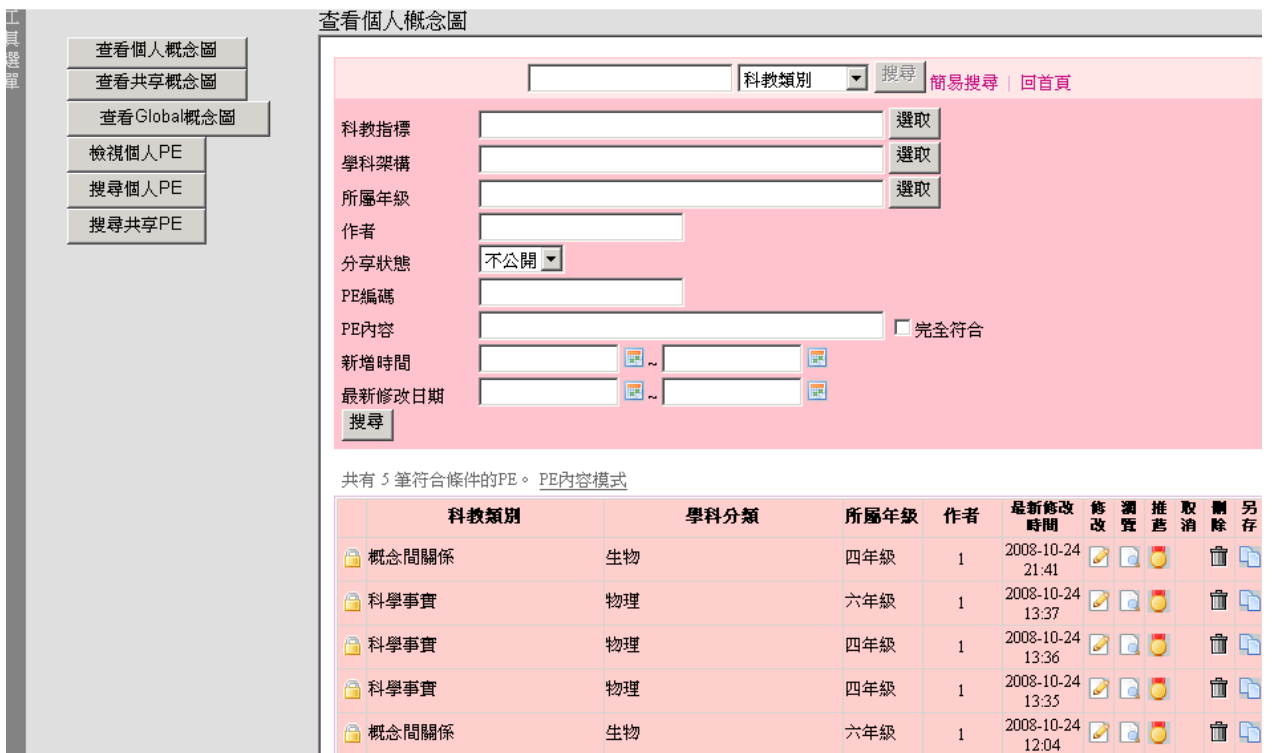 工具選單
查看個人概念圖
查看共享概念圖
查看Global概念圖
檢視個人PE
搜尋個人PE
搜尋共享PE
查看個人概念圖
科教類別 搜尋 簡易搜尋 | 回首頁
科教指標 選取
學科架構 選取
所屬年級 選取
作者
分享狀態 不公開
PE編碼
PE內容 完全符合
新增時間 ~
最新修改日期 ~
搜尋
共有 5 筆符合條件的PE。 PE內容模式
科教類別 學科分類 所屬年級 作者 最新修改時間 修改 瀏覽 推薦 取消 刪除 另存
概念間關係 生物 四年級 1 2008-10-24 21:41
科學事實 物理 六年級 1 2008-10-24 13:37
科學事實 物理 四年級 1 2008-10-24 13:36
科學事實 物理 四年級 1 2008-10-24 13:35
概念間關係 生物 六年級 1 2008-10-24 12:04